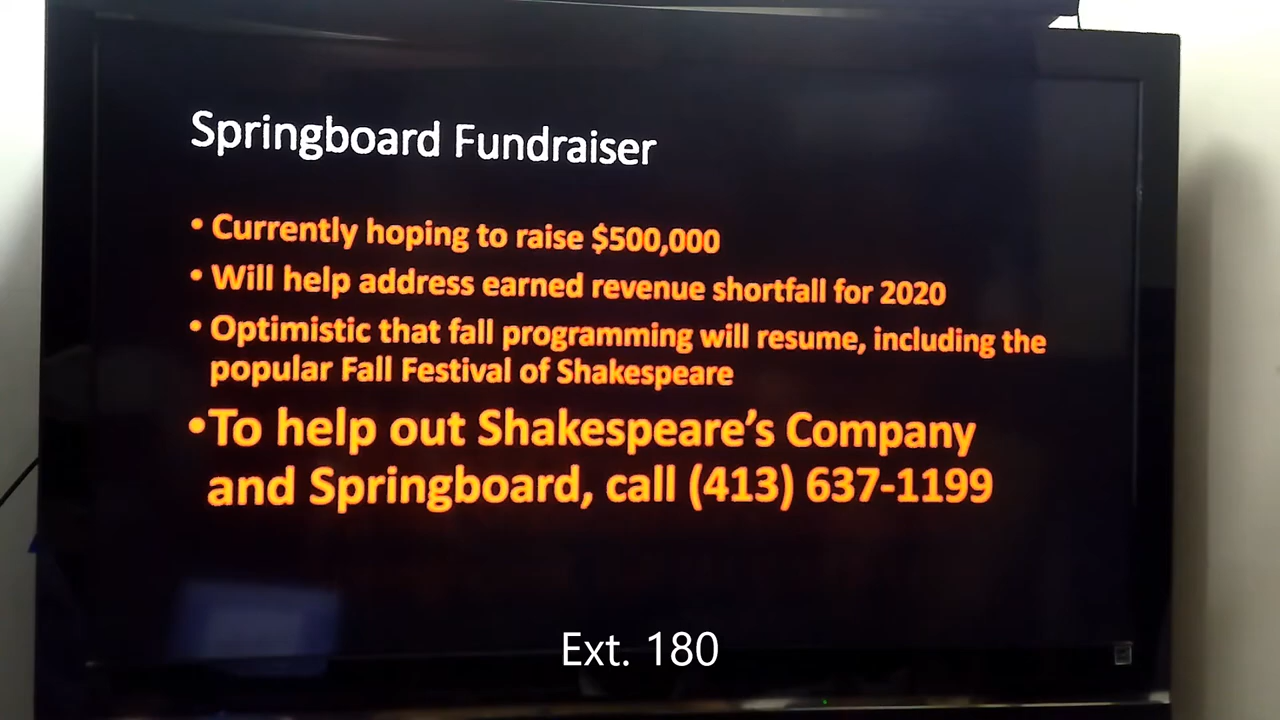 Springboard Fundraiser
• Currently hoping to raise $500,000
• Will help address earned revenue shortfall for 2020
• Optimistic that fall programming will resume, including the
popular Fall Festival of Shakespeare
•To help out Shakespeare’s Company
and Springboard, call (413) 637-1199
Ext. 180